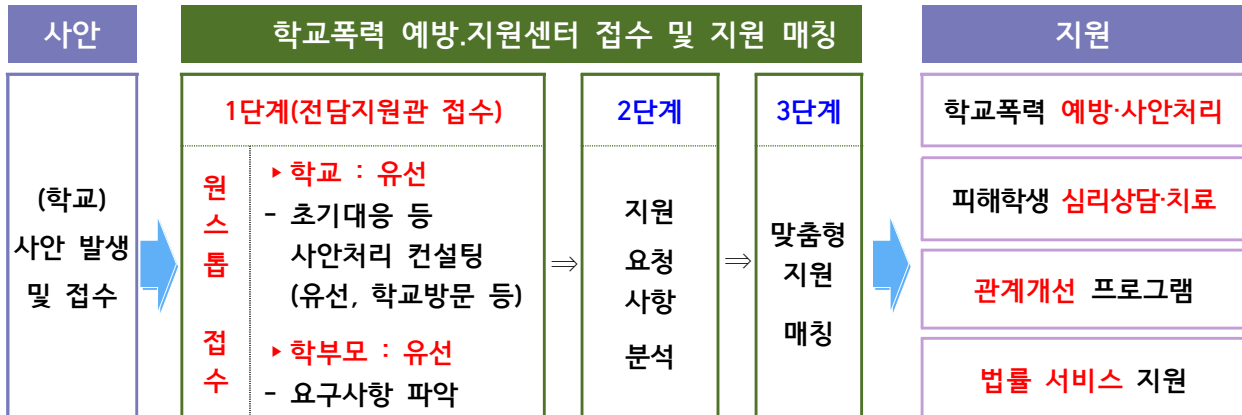 사안
학교폭력 예방.지원센터 접수 및 지원 매칭
지원
(학교)
사안 발생
및 접수
1단계(전담지원관 접수)
원
스
톱
접
수
▸학교 : 유선
- 초기대응 등
사안처리 컨설팅
(유선, 학교방문 등)
▸학부모 : 유선
- 요구사항 파악
⇒
2단계
지원
요청
사항
분석
⇒
3단계
맞춤형
지원
매칭
학교폭력 예방·사안처리
피해학생 심리상담·치료
관계개선 프로그램
법률 서비스 지원